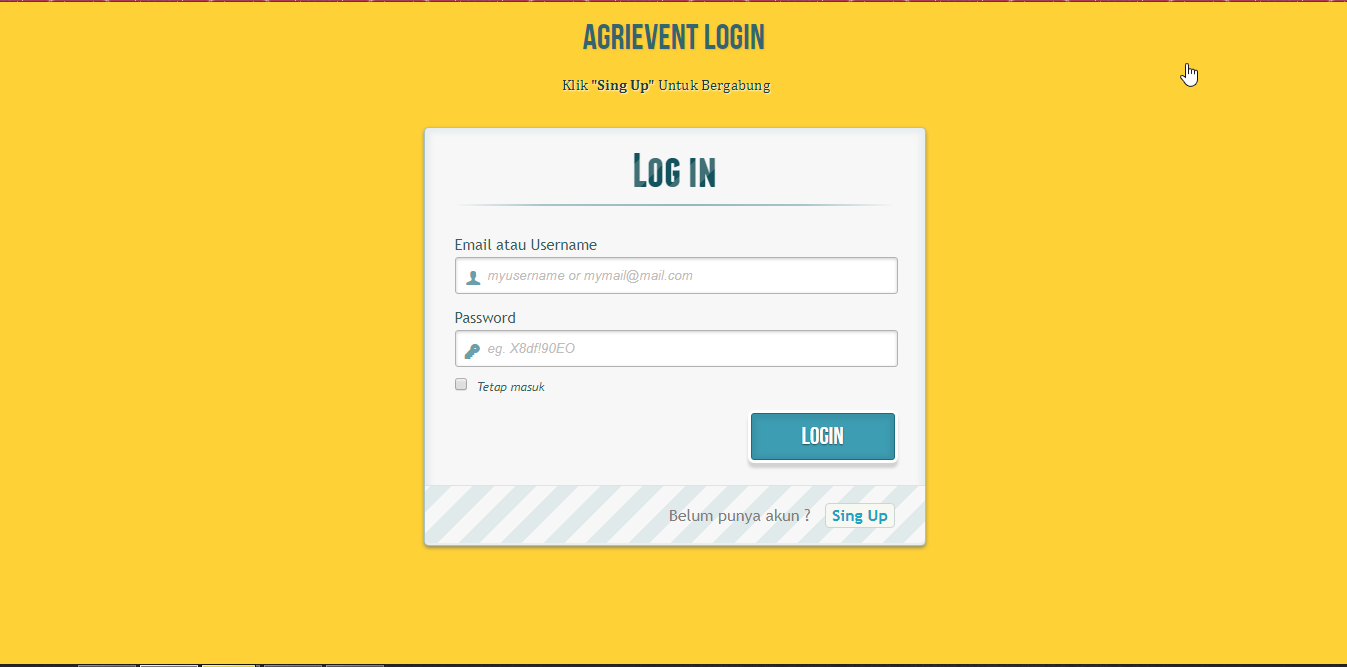 AGRIEVENT LOGIN
Klik "Sing Up" Untuk Bergabung
Log in
Email atau Username
myusername or mymail@mail.com
Password
eg. X8df!90EO
Tetap masuk
LOGIN
Belum punya akun ? Sing Up